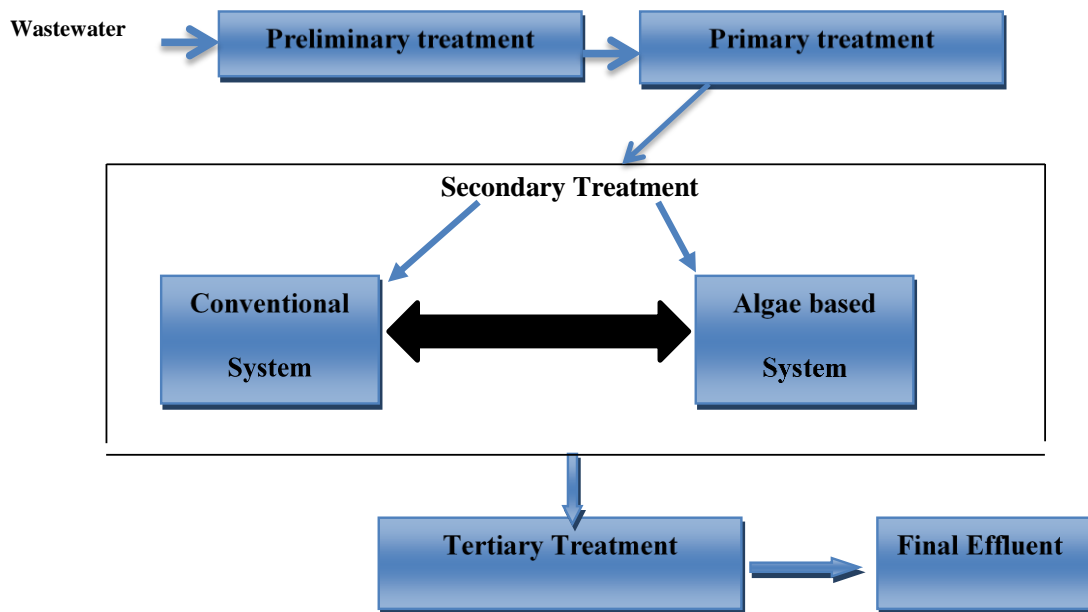 Wastewater
Preliminary treatment
Primary treatment
Secondary Treatment
Conventional
System
Algae based
System
Tertiary Treatment
Final Effluent